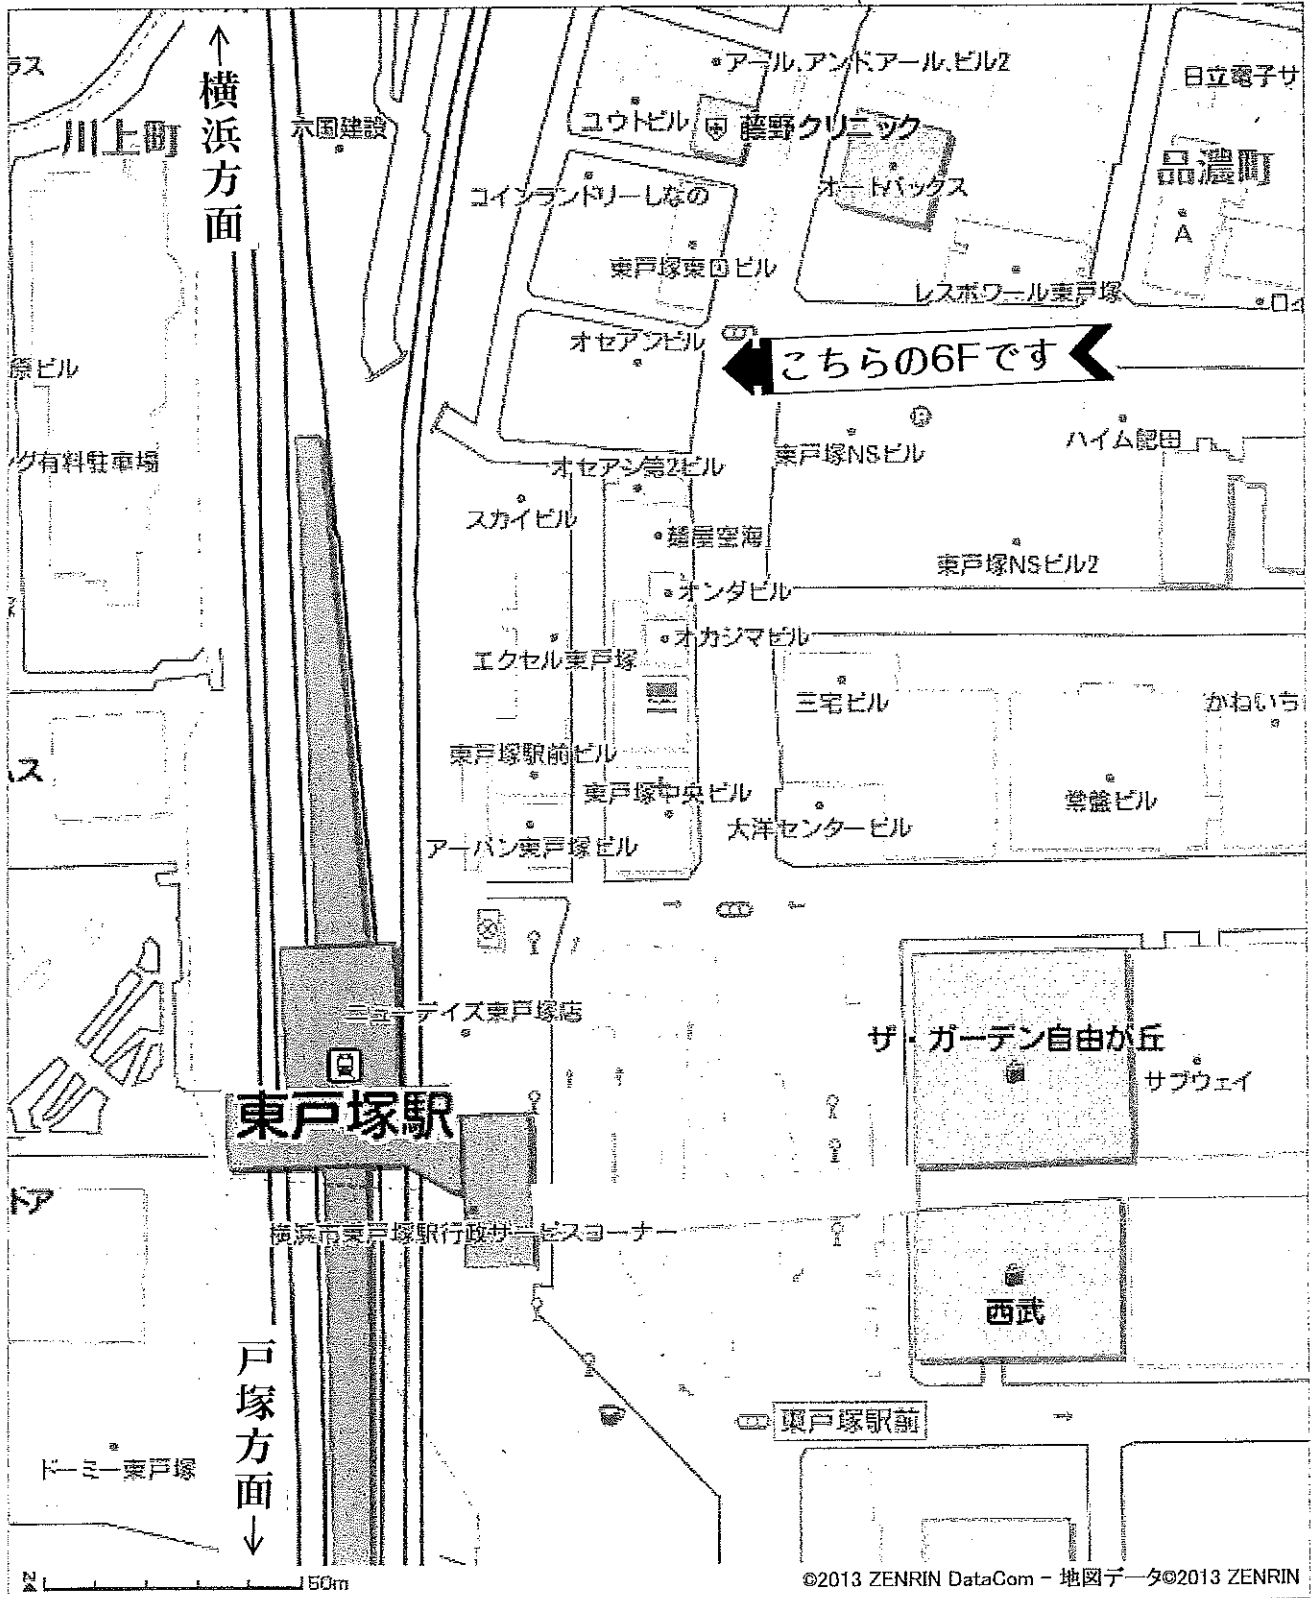 ラス
↑横浜方面
川上町
六国建設
アール、アンド、アール、ビル2
ユウトビル
藤野クリニック
日立電子サ
品濃町
コインランドリーしなの
オートバックス
A
東戸塚東口ビル
レスポワール東戸塚
ロイ
オセアンビル
こちらの6Fです
原ビル
P
ハイム飽田
グ有料駐車場
東戸塚NSビル
オセアン第2ビル
スカイビル
麺屋空海
東戸塚NSビル2
オンダビル
オカジマビル
エクセル東戸塚
三宅ビル
かねいち
東戸塚駅前ビル
ハス
東戸塚中央ビル
常盤ビル
大洋センタービル
アーバン東戸塚ビル
ニューデイズ東戸塚店
ザ・ガーデン自由が丘
サブウェイ
東戸塚駅
トア
横浜市東戸塚駅行政サービスコーナー
西武
戸塚方面↓
東戸塚駅前
ドーミー東戸塚
N
50m
©2013 ZENRIN DataCom - 地図データ©2013 ZENRIN